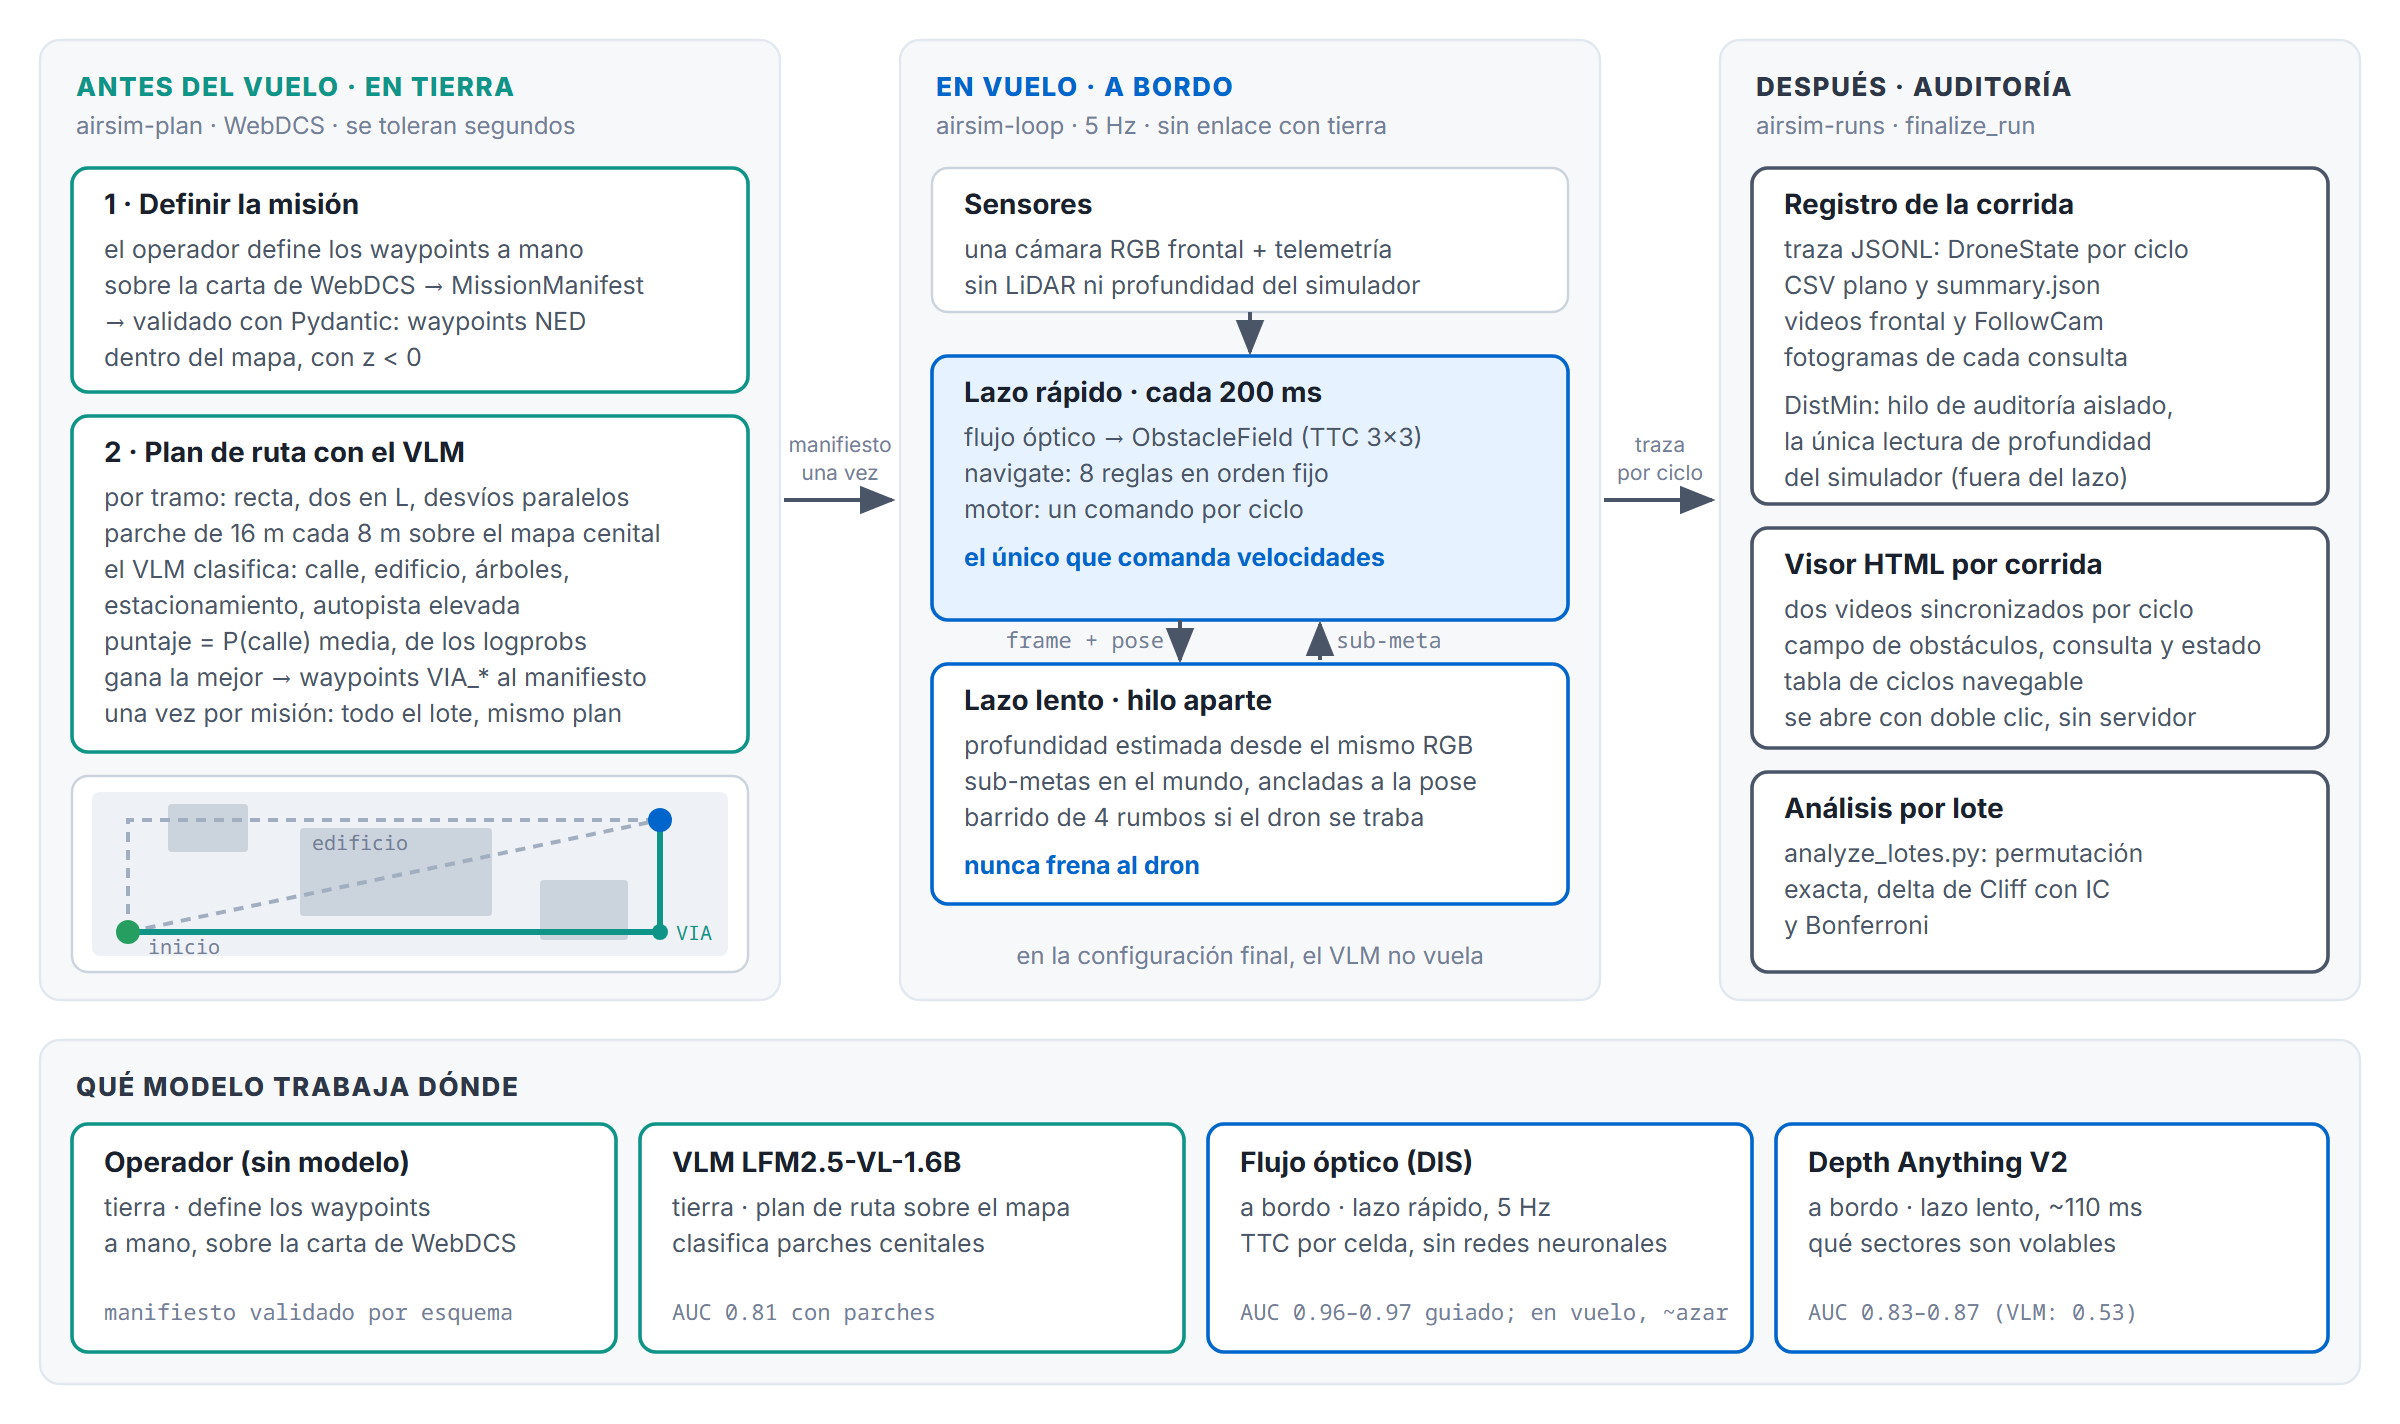 ANTES DEL VUELO · EN TIERRA
airsim-plan · WebDCS · se toleran segundos
1 · Definir la misión
el operador define los waypoints a mano
sobre la carta de WebDCS → MissionManifest
→ validado con Pydantic: waypoints NED
dentro del mapa, con z < 0
2 · Plan de ruta con el VLM
por tramo: recta, dos en L, desvíos paralelos
parche de 16 m cada 8 m sobre el mapa cenital
el VLM clasifica: calle, edificio, árboles,
estacionamiento, autopista elevada
puntaje = P(calle) media, de los logprobs
gana la mejor → waypoints VIA_* al manifiesto
una vez por misión: todo el lote, mismo plan
edificio
inicio
VIA
manifiesto
una vez
EN VUELO · A BORDO
airsim-loop · 5 Hz · sin enlace con tierra
Sensores
una cámara RGB frontal + telemetría
sin LiDAR ni profundidad del simulador
Lazo rápido · cada 200 ms
flujo óptico → ObstacleField (TTC 3×3)
navigate: 8 reglas en orden fijo
motor: un comando por ciclo
el único que comanda velocidades
frame + pose
sub-meta
Lazo lento · hilo aparte
profundidad estimada desde el mismo RGB
sub-metas en el mundo, ancladas a la pose
barrido de 4 rumbos si el dron se traba
nunca frena al dron
en la configuración final, el VLM no vuela
traza
por ciclo
DESPUÉS · AUDITORÍA
airsim-runs · finalize_run
Registro de la corrida
traza JSONL: DroneState por ciclo
CSV plano y summary.json
videos frontal y FollowCam
fotogramas de cada consulta
DistMin: hilo de auditoría aislado,
la única lectura de profundidad
del simulador (fuera del lazo)
Visor HTML por corrida
dos videos sincronizados por ciclo
campo de obstáculos, consulta y estado
tabla de ciclos navegable
se abre con doble clic, sin servidor
Análisis por lote
analyze_lotes.py: permutación
exacta, delta de Cliff con IC
y Bonferroni
QUÉ MODELO TRABAJA DÓNDE
Operador (sin modelo)
tierra · define los waypoints
a mano, sobre la carta de WebDCS
manifiesto validado por esquema
VLM LFM2.5-VL-1.6B
tierra · plan de ruta sobre el mapa
clasifica parches cenitales
AUC 0.81 con parches
Flujo óptico (DIS)
a bordo · lazo rápido, 5 Hz
TTC por celda, sin redes neuronales
AUC 0.96–0.97 guiado; en vuelo, ~azar
Depth Anything V2
a bordo · lazo lento, ~110 ms
qué sectores son volables
AUC 0.83–0.87 (VLM: 0.53)